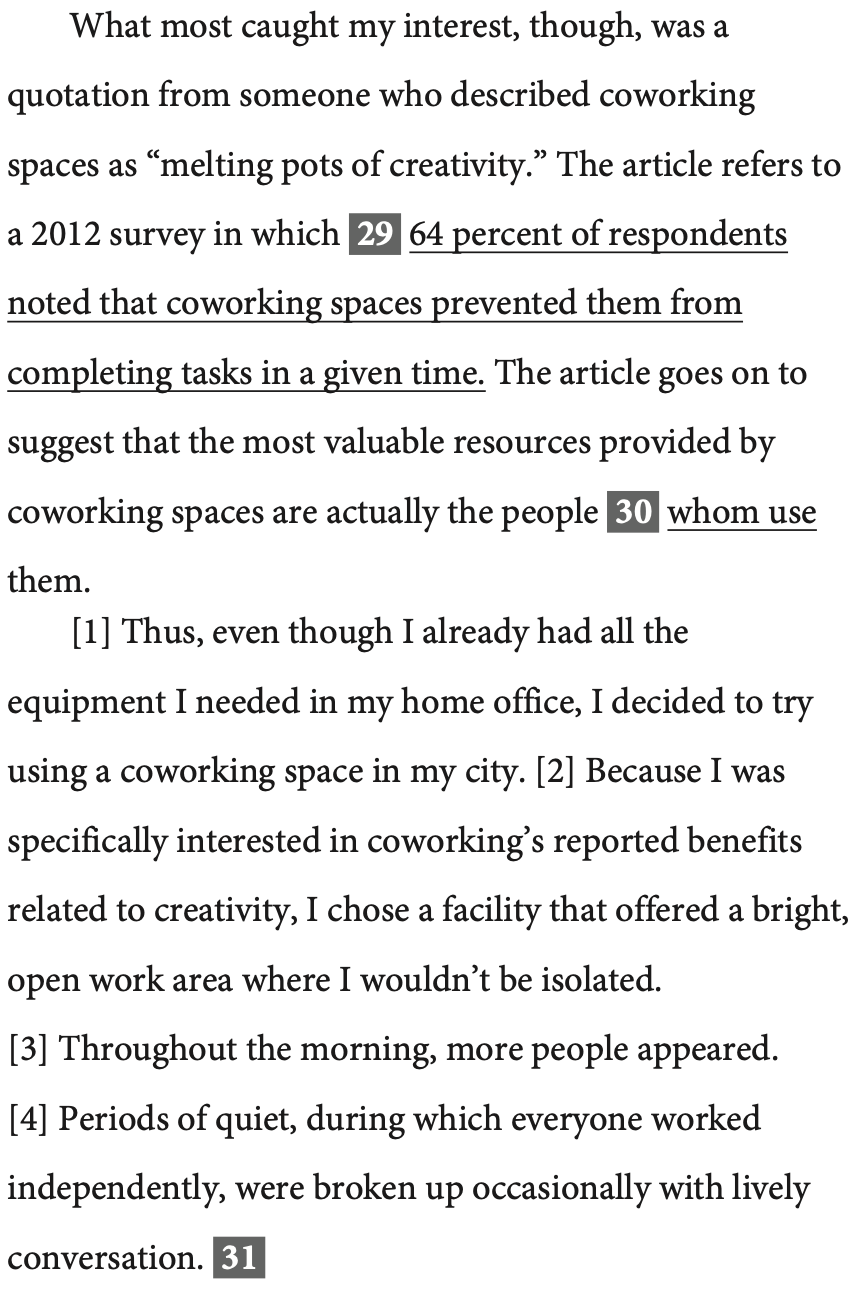 What most caught my interest, though, was a
quotation from someone who described coworking
spaces as “melting pots of creativity.” The article refers to
a 2012 survey in which 29 64 percent of respondents
noted that coworking spaces prevented them from
completing tasks in a given time. The article goes on to
suggest that the most valuable resources provided by
coworking spaces are actually the people 30 whom use
them.
[1] Thus, even though I already had all the
equipment I needed in my home office, I decided to try
using a coworking space in my city. [2] Because I was
specifically interested in coworking’s reported benefits
related to creativity, I chose a facility that offered a bright,
open work area where I wouldn’t be isolated.
[3] Throughout the morning, more people appeared.
[4] Periods of quiet, during which everyone worked
independently, were broken up occasionally with lively
conversation. 31